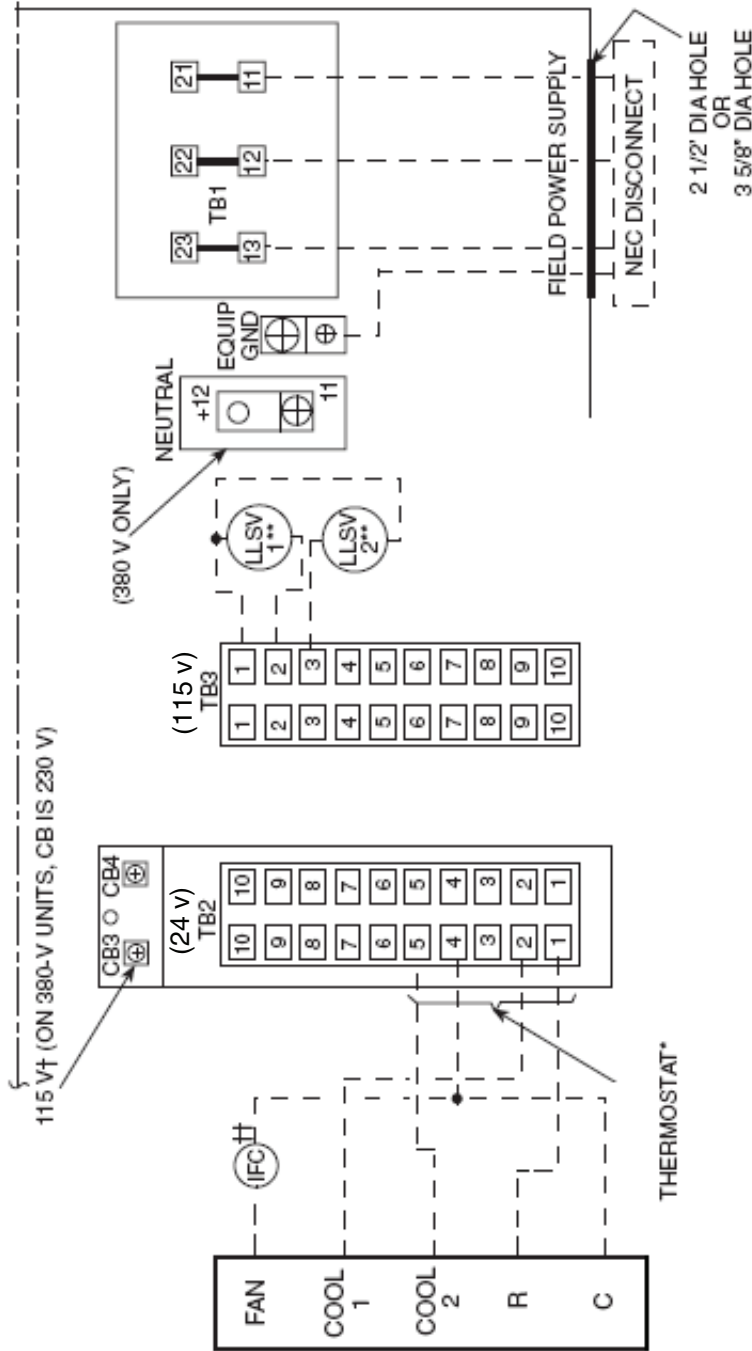 21
22
23
11
12
13
TB1
FIELD POWER SUPPLY
NEC DISCONNECT
2 1/2' DIA HOLE
OR
3 5/8" DIA HOLE
EQUIP
GND
NEUTRAL
+12
11
(380 V ONLY)
LLSV
1**
LLSV
2**
(115 v)
TB3
1 1
2 2
3 3
4 4
5 5
6 6
7 7
8 8
9 9
10 10
115 V† (ON 380-V UNITS, CB IS 230 V)
CB3 CB4
(24 v)
TB2
10 10
9 9
8 8
7 7
6 6
5 5
4 4
3 3
2 2
1 1
THERMOSTAT*
IFC
FAN
COOL
1
COOL
2
R
C